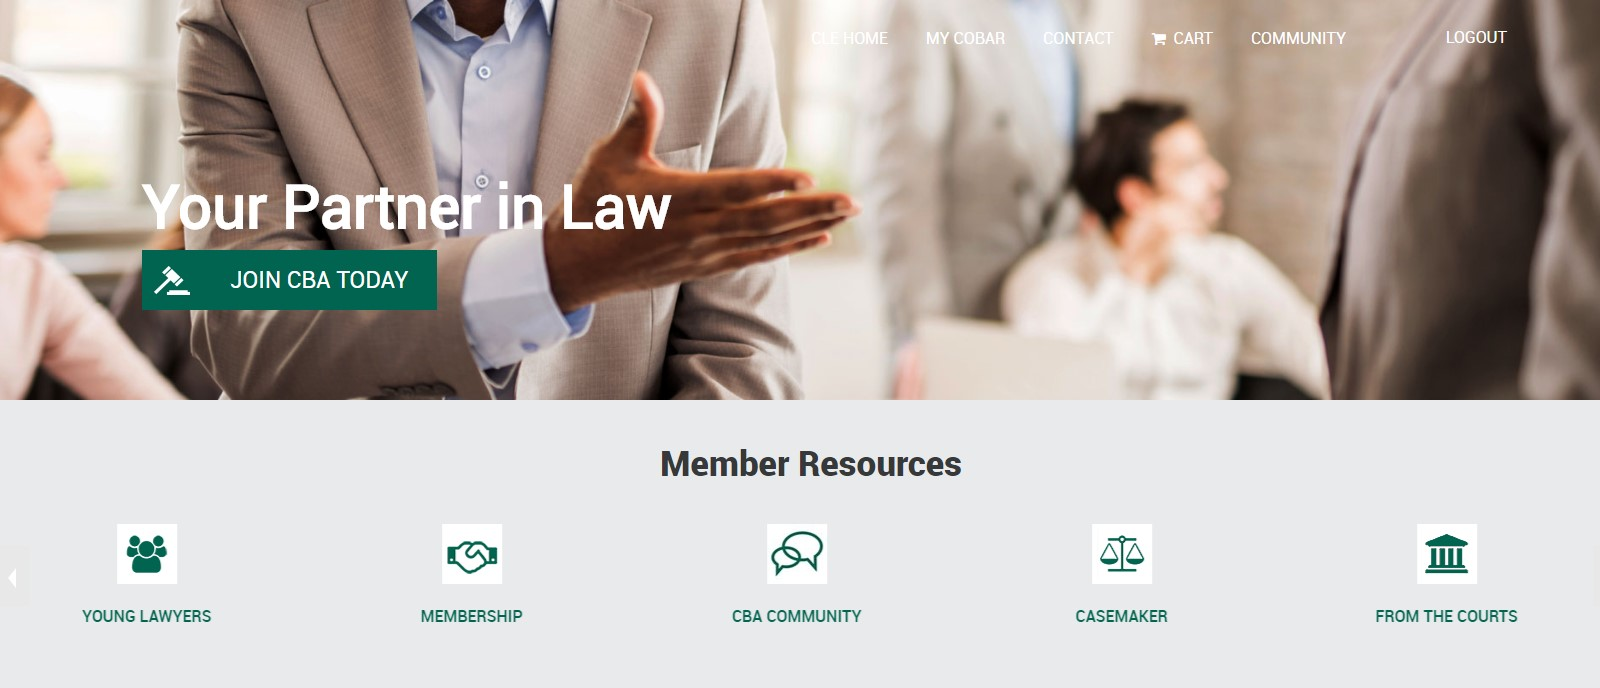 CLE HOME MY COBAR CONTACT CART COMMUNITY LOGOUT
Your Partner in Law
JOIN CBA TODAY
Member Resources
YOUNG LAWYERS MEMBERSHIP CBA COMMUNITY CASEMAKER FROM THE COURTS